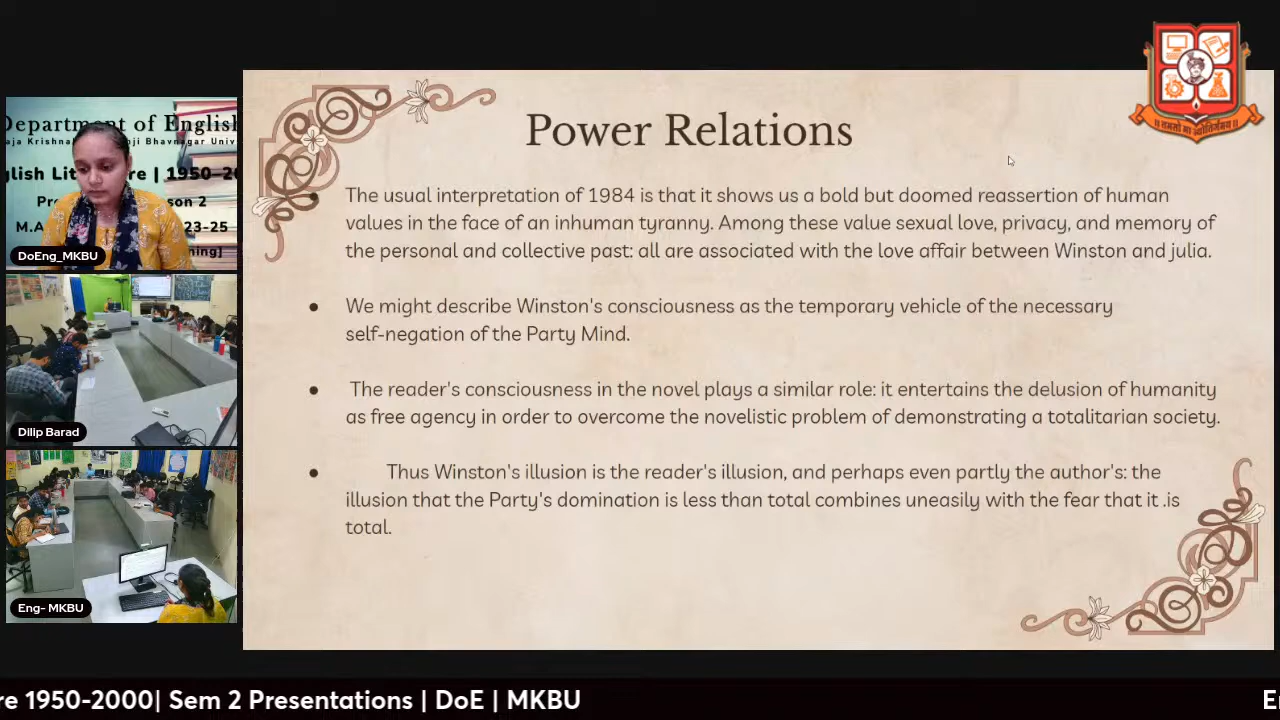 Department of English
Power Relations
The usual interpretation of 1984 is that it shows us a bold but doomed reassertion of human
values in the face of an inhuman tyranny. Among these value sexual love, privacy, and memory of
the personal and collective past: all are associated with the love affair between Winston and julia.
We might describe Winston's consciousness as the temporary vehicle of the necessary
self-negation of the Party Mind.
The reader's consciousness in the novel plays a similar role: it entertains the delusion of humanity
as free agency in order to overcome the novelistic problem of demonstrating a totalitarian society.
Thus Winston's illusion is the reader's illusion, and perhaps even partly the author's: the
illusion that the Party's domination is less than total combines uneasily with the fear that it .is
total.
1950-20
M.A.
23-25
DoEng_MKBU
Dilip Barad
Eng- MKBU
re 1950-2000| Sem 2 Presentations | DoE | MKBU